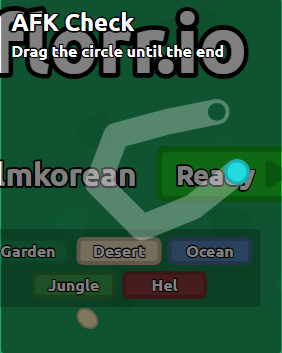 AFK Check
Drag the circle until the end
florr.io
lmkorean
Ready
Garden Desert Ocean
Jungle Hel